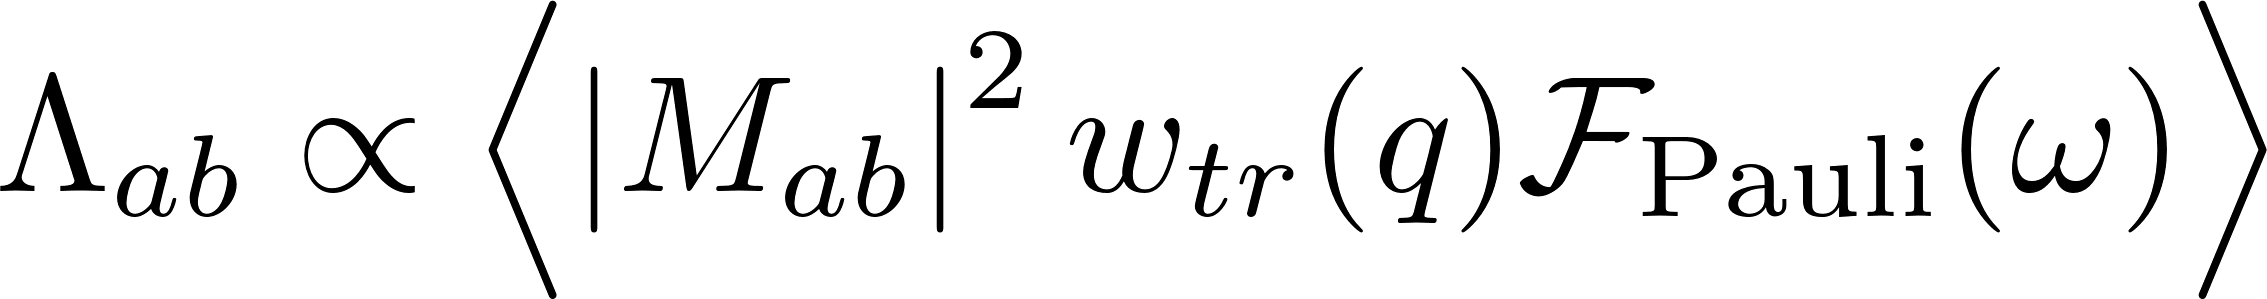 Λ_{ab} ∝ ⟨ |M_{ab}|^2 w_{tr}(q) ℱ_{Pauli}(ω) ⟩